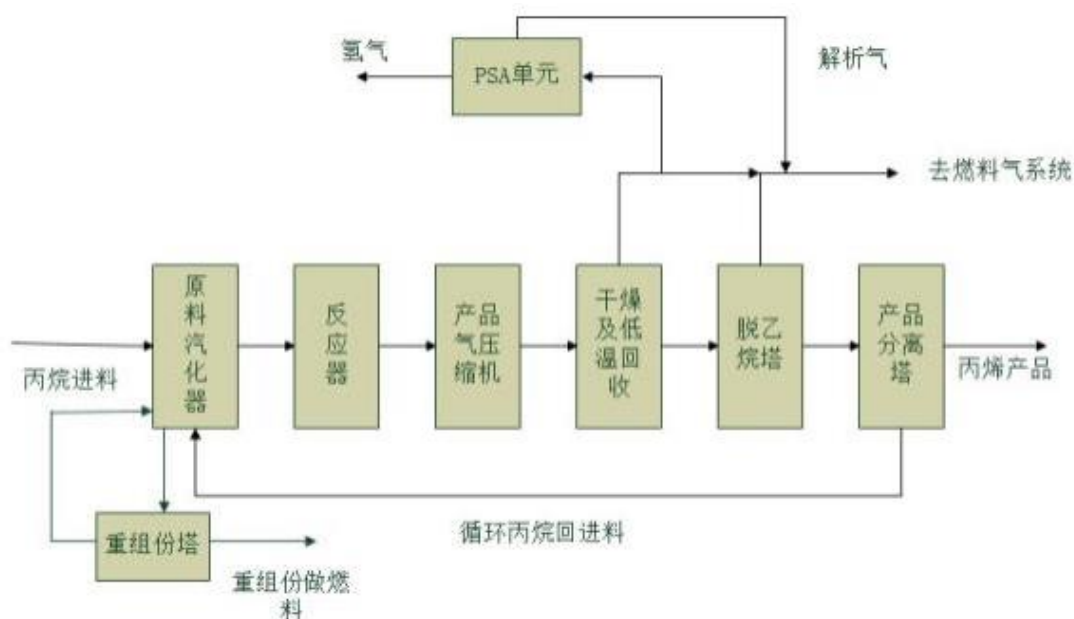 氢气
PSA单元
解析气
去燃料气系统
原
料
汽
化
器
反
应
器
产品
气压
缩机
干燥
及低
温回
收
脱乙
烷塔
产品
分离
塔
丙烷进料
丙烯产品
循环丙烷回进料
重组份塔
重组份做燃
料